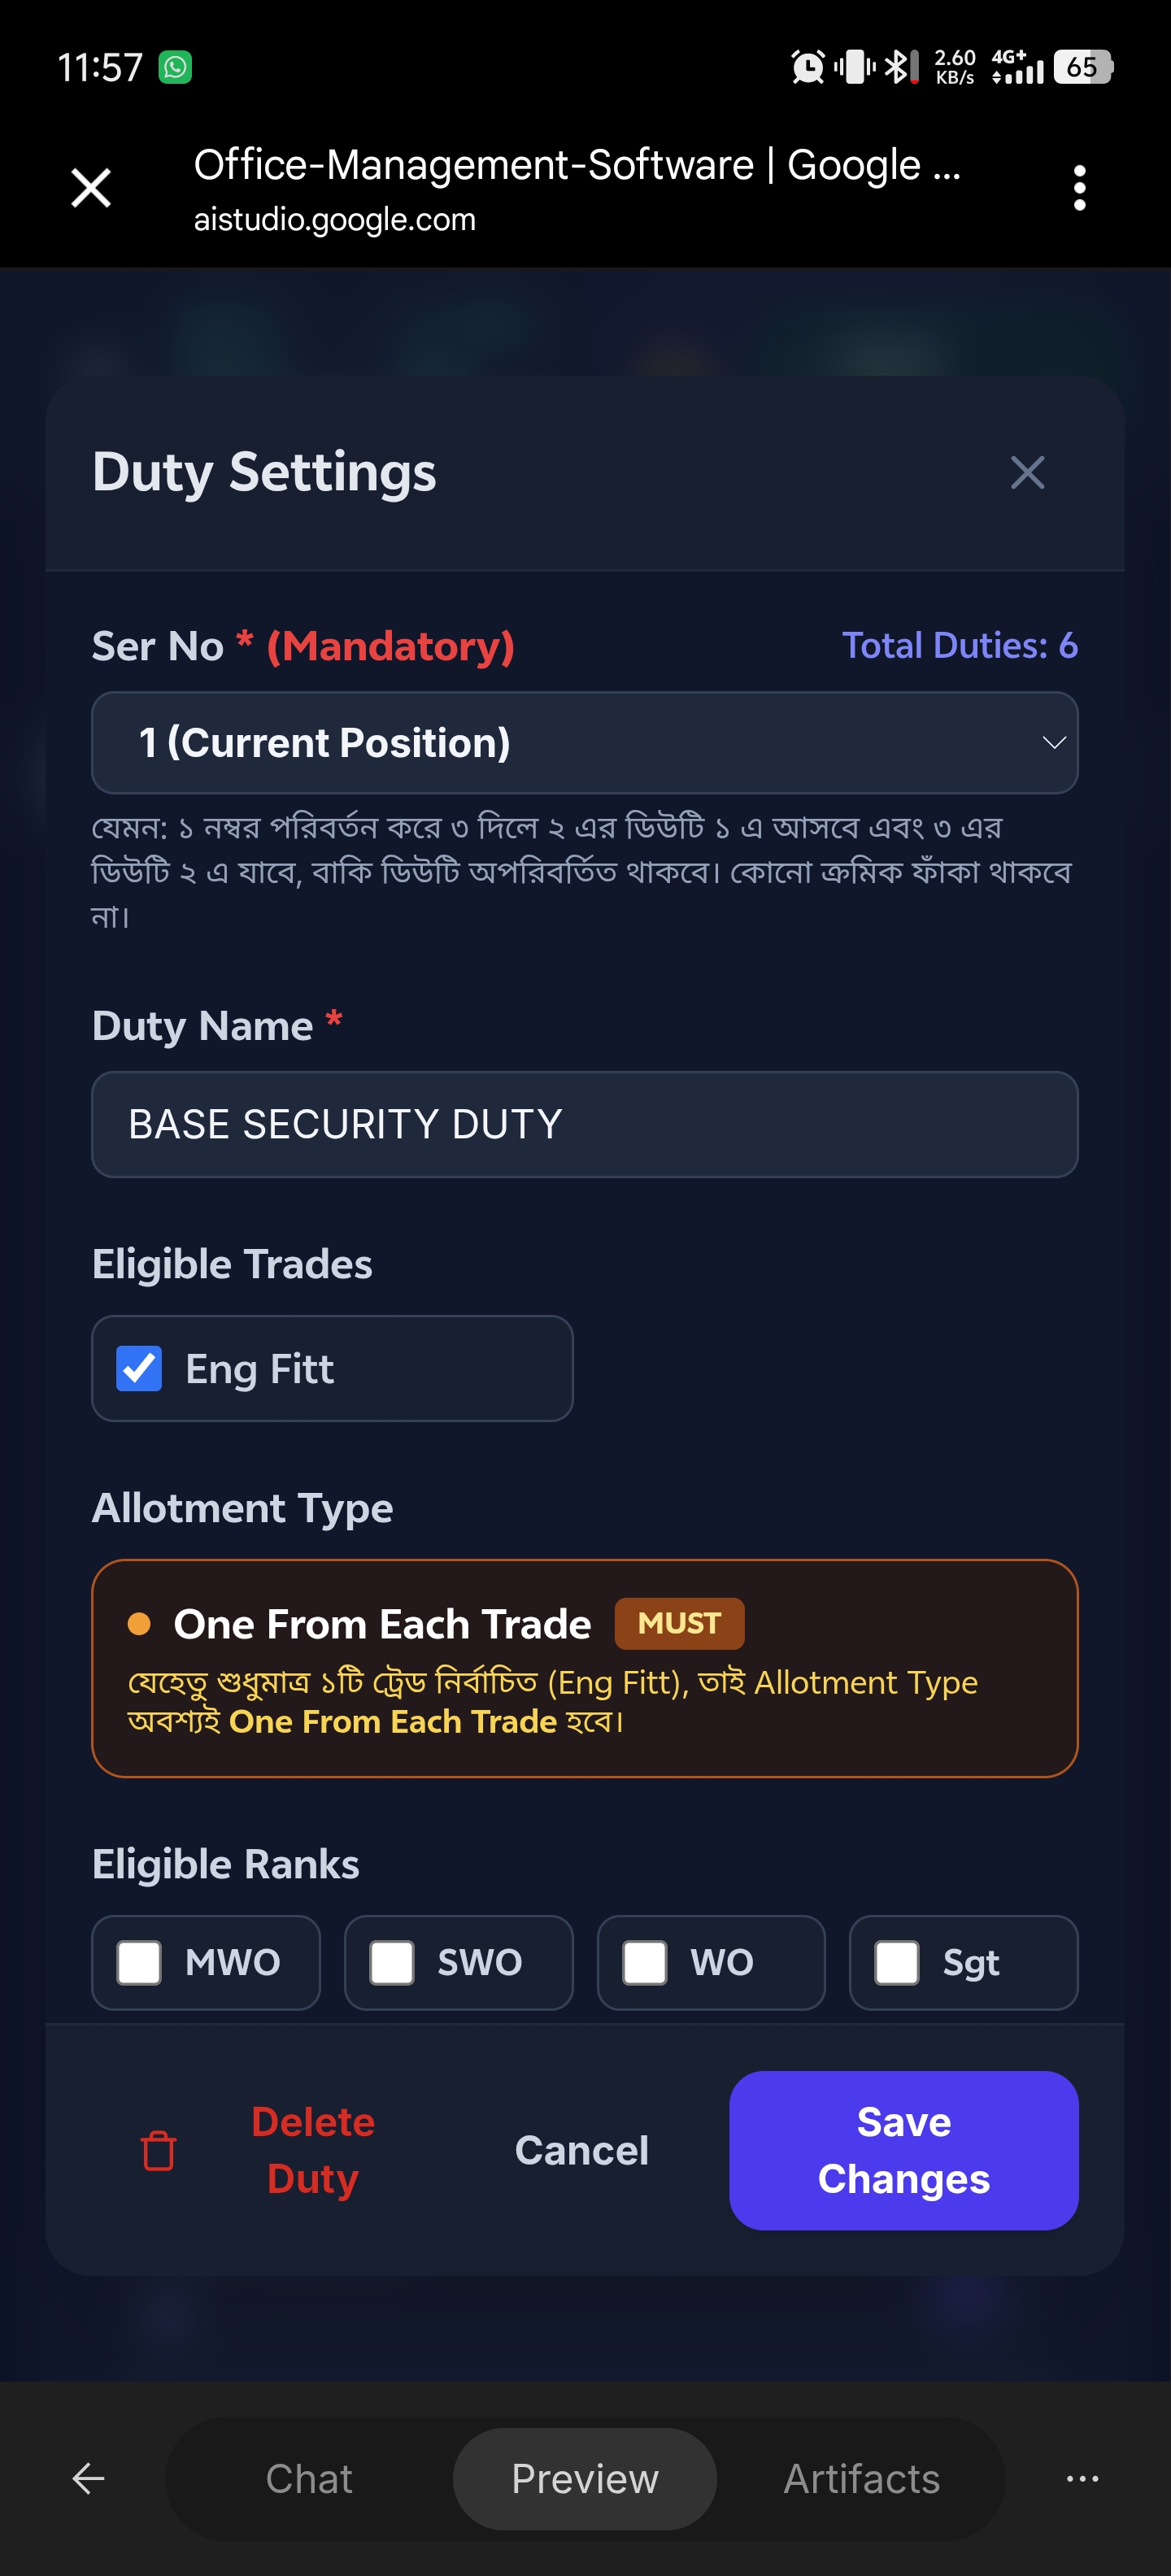 11:57
2.60
KB/s
4G+
65
Office-Management-Software | Google ...
aistudio.google.com
Duty Settings
Ser No * (Mandatory)
Total Duties: 6
1 (Current Position)
যেমন: ১ নম্বর পরিবর্তন করে ৩ দিলে ২ এর ডিউটি ১ এ আসবে এবং ৩ এর
ডিউটি ২ এ যাবে, বাকি ডিউটি অপরিবর্তিত থাকবে। কোনো ক্রমিক ফাঁকা থাকবে
না।
Duty Name *
BASE SECURITY DUTY
Eligible Trades
Eng Fitt
Allotment Type
One From Each Trade MUST
যেহেতু শুধুমাত্র ১টি ট্রেড নির্বাচিত (Eng Fitt), তাই Allotment Type
অবশ্যই One From Each Trade হবে।
Eligible Ranks
MWO SWO WO Sgt
Delete
Duty
Cancel
Save
Changes
Chat Preview Artifacts